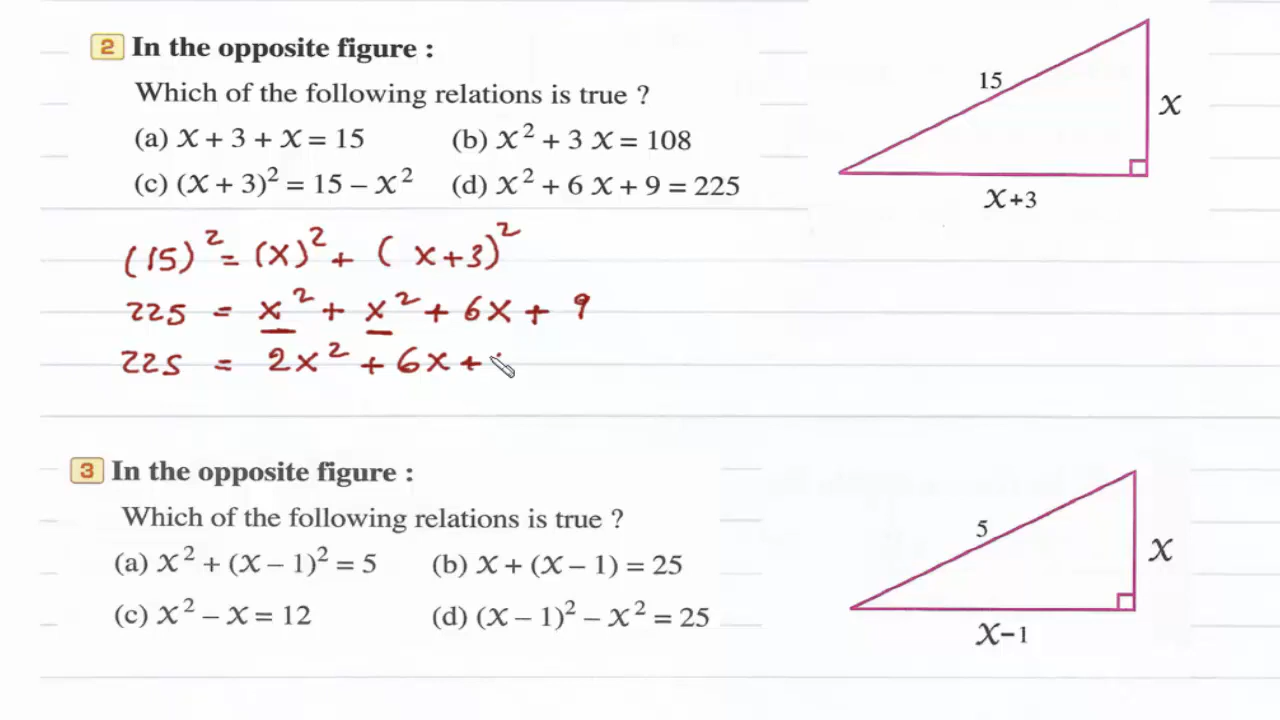 2 In the opposite figure :
Which of the following relations is true ?
(a) x + 3 + x = 15 (b) x² + 3 x = 108
(c) (x + 3)² = 15 – x² (d) x² + 6 x + 9 = 225
15
x
x+3
(15)² = (x)² + ( x+3)²
225 = x² + x² + 6x + 9
225 = 2x² + 6x +
3 In the opposite figure :
Which of the following relations is true ?
(a) x² + (x – 1)² = 5 (b) x + (x – 1) = 25
(c) x² – x = 12 (d) (x – 1)² – x² = 25
5
x
x–1